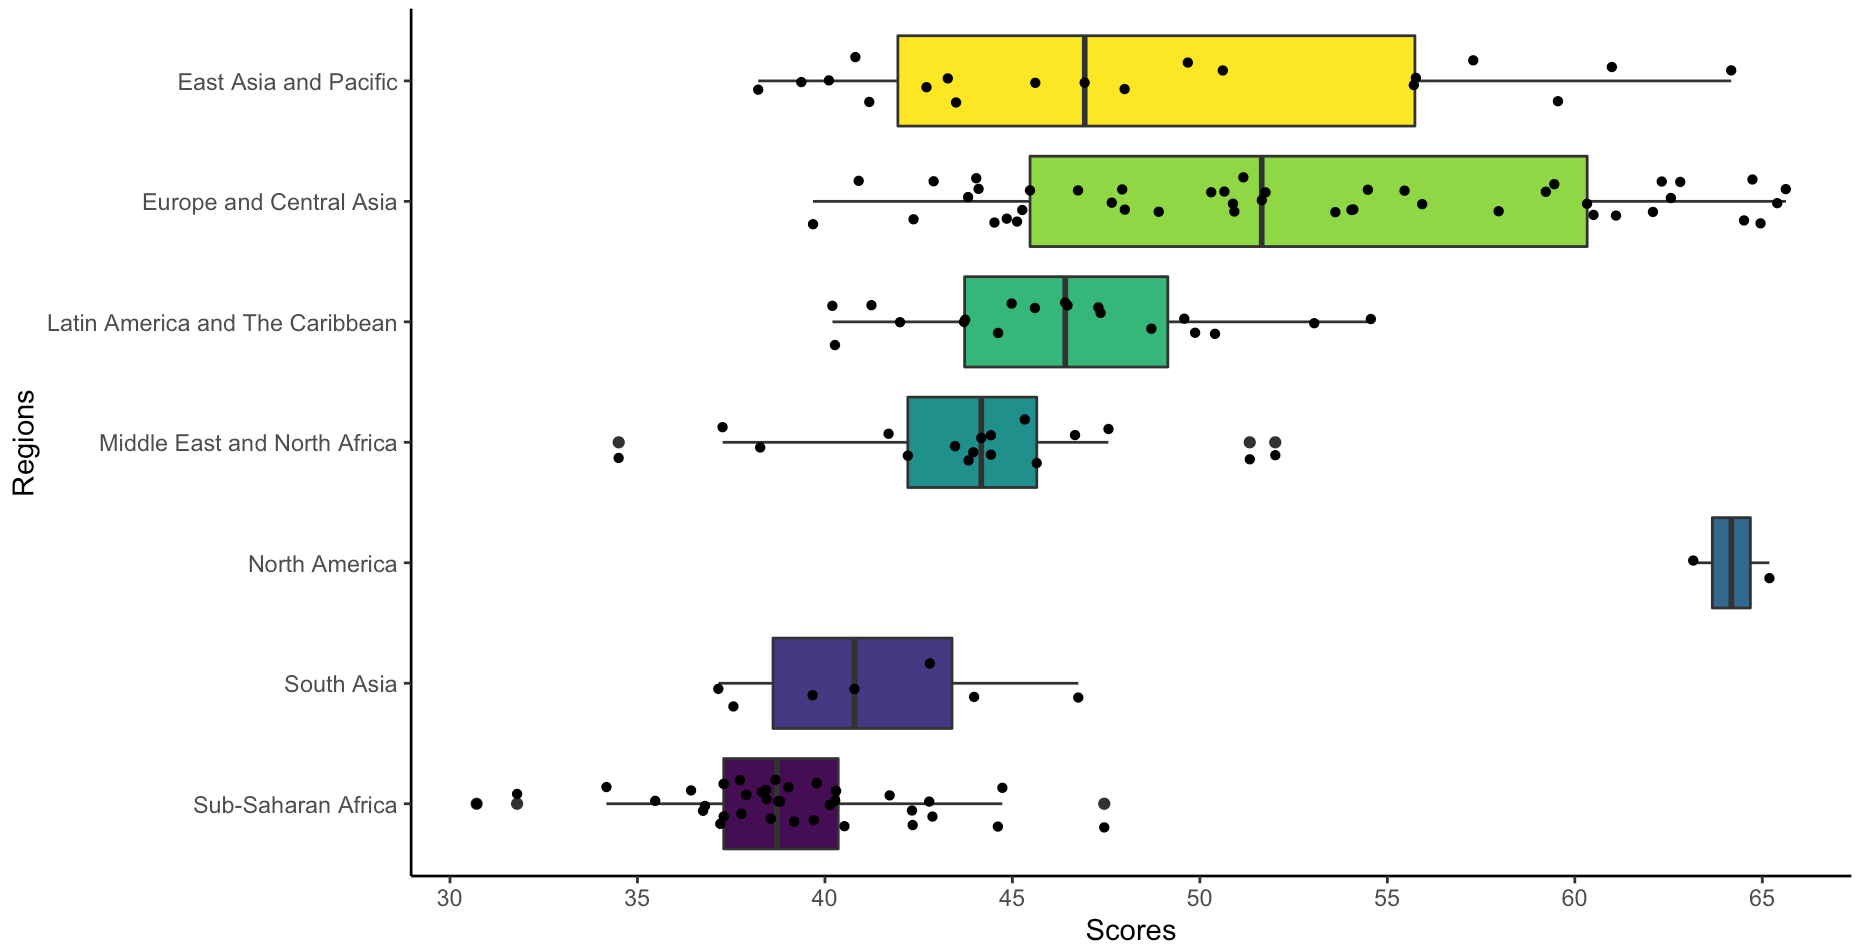 East Asia and Pacific
Europe and Central Asia
Latin America and The Caribbean
Middle East and North Africa
North America
South Asia
Sub-Saharan Africa
Regions
30 35 40 45 50 55 60 65
Scores